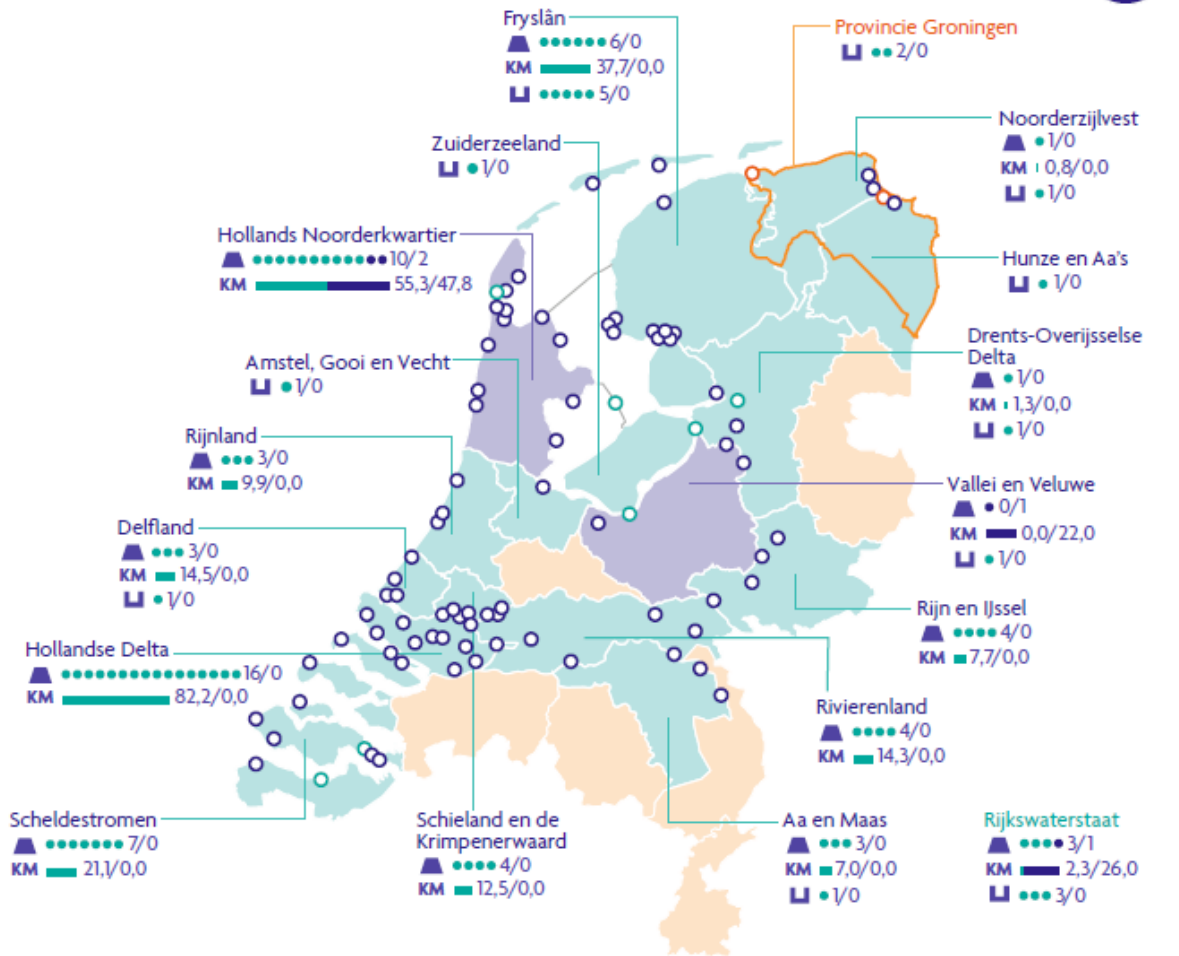 Fryslân
6/0
KM 37,7/0,0
5/0
Provincie Groningen
2/0
Noorderzijlvest
1/0
KM 0,8/0,0
1/0
Zuiderzeeland
1/0
Hollands Noorderkwartier
10/2
KM 55,3/47,8
Hunze en Aa's
1/0
Drents-Overijsselse
Delta
1/0
KM 1,3/0,0
1/0
Amstel, Gooi en Vecht
1/0
Rijnland
3/0
KM 9,9/0,0
Vallei en Veluwe
0/1
KM 0,0/22,0
1/0
Delfland
3/0
KM 14,5/0,0
1/0
Rijn en IJssel
4/0
KM 7,7/0,0
Hollandse Delta
16/0
KM 82,2/0,0
Rivierenland
4/0
KM 14,3/0,0
Scheldestromen
7/0
KM 21,1/0,0
Schieland en de
Krimpenerwaard
4/0
KM 12,5/0,0
Aa en Maas
3/0
KM 7,0/0,0
1/0
Rijkswaterstaat
3/1
KM 2,3/26,0
3/0